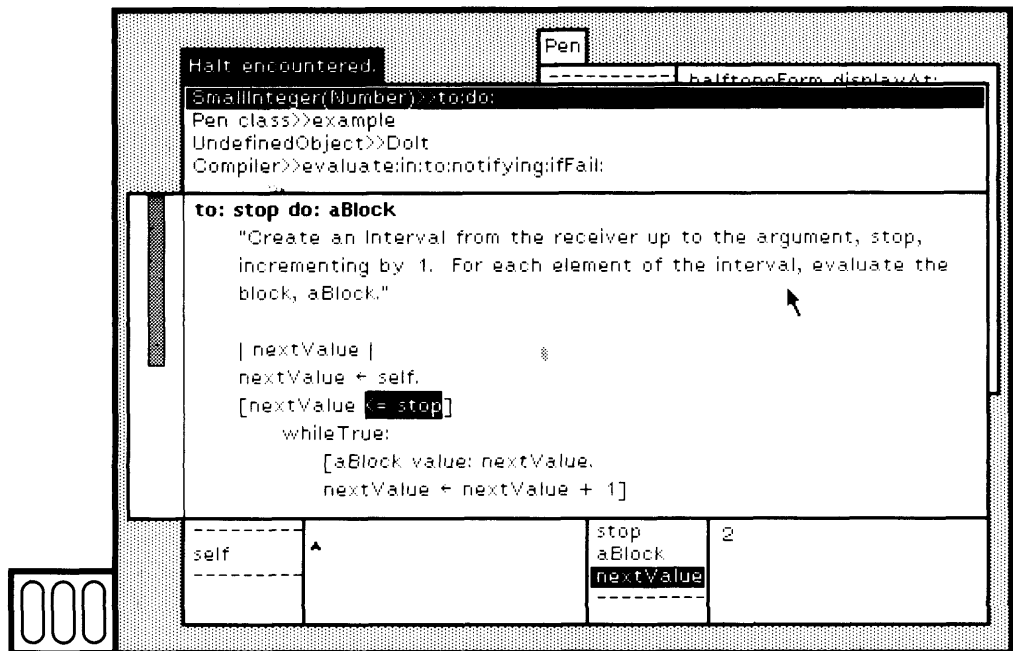 Pen
Halt encountered.
halftoneForm displayAt:
SmallInteger(Number)>>to:do:
Pen class>>example
UndefinedObject>>DoIt
Compiler>>evaluate:in:to:notifying:ifFail:
to: stop do: aBlock
"Create an Interval from the receiver up to the argument, stop,
incrementing by 1. For each element of the interval, evaluate the
block, aBlock."
| nextValue |
nextValue ← self.
[nextValue <= stop]
whileTrue:
[aBlock value: nextValue.
nextValue ← nextValue + 1]
self
stop
aBlock
nextValue
2